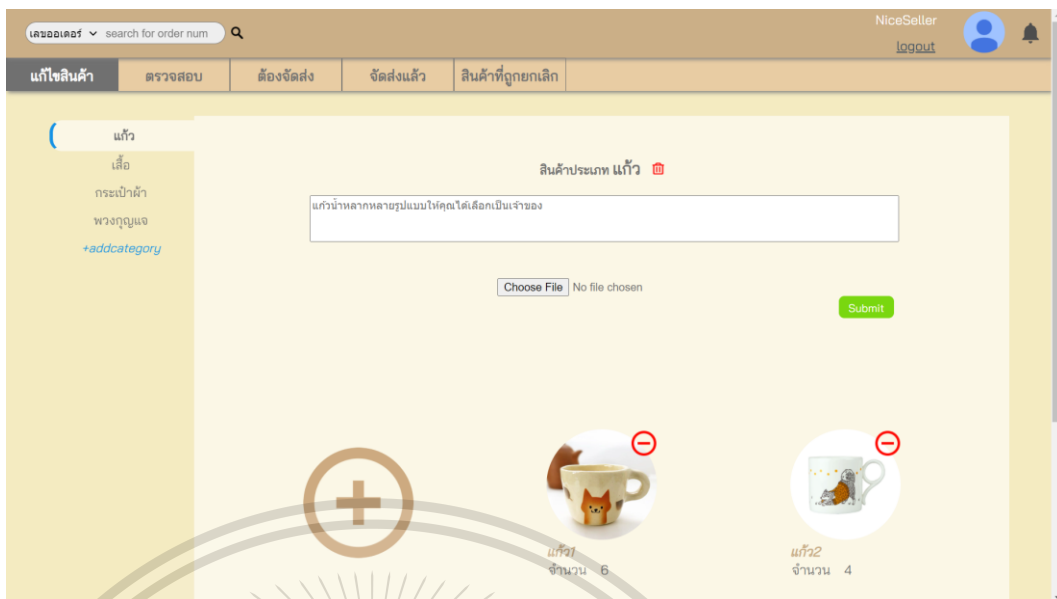 NiceSeller
เลขออเดอร์ search for order num
logout
แก้ไขสินค้า ตรวจสอบ ต้องจัดส่ง จัดส่งแล้ว สินค้าที่ถูกยกเลิก
แก้ว
เสื้อ
กระเป๋าผ้า
พวงกุญแจ
+addcategory
สินค้าประเภท แก้ว
แก้วน้ำหลากหลายรูปแบบให้คุณได้เลือกเป็นเจ้าของ
Choose File No file chosen
Submit
แก้ว1 แก้ว2
จำนวน 6 จำนวน 4